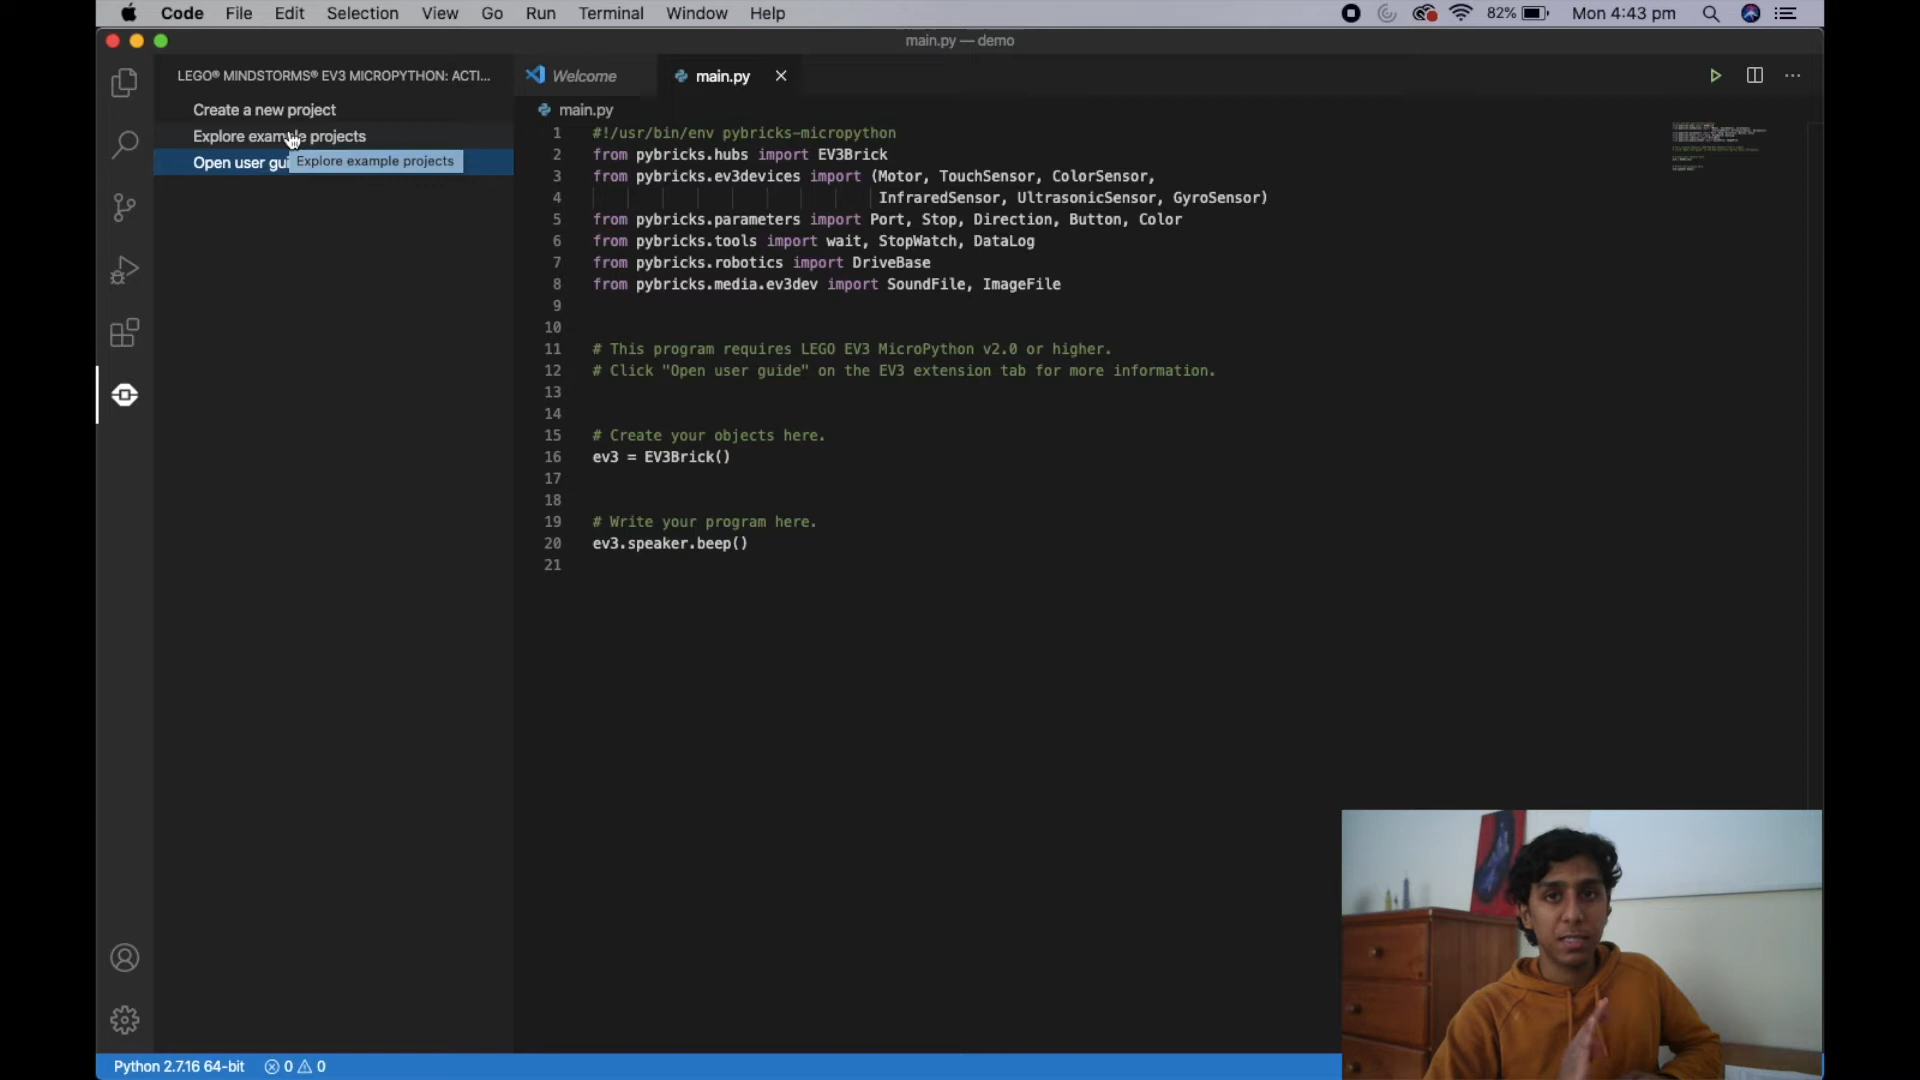 Code File Edit Selection View Go Run Terminal Window Help 82% Mon 4:43 pm
main.py — demo
LEGO® MINDSTORMS® EV3 MICROPYTHON: ACTI...
Create a new project
Explore example projects
Open user gui
Explore example projects
Welcome main.py
main.py
1 #!/usr/bin/env pybricks-micropython
2 from pybricks.hubs import EV3Brick
3 from pybricks.ev3devices import (Motor, TouchSensor, ColorSensor,
4 InfraredSensor, UltrasonicSensor, GyroSensor)
5 from pybricks.parameters import Port, Stop, Direction, Button, Color
6 from pybricks.tools import wait, StopWatch, DataLog
7 from pybricks.robotics import DriveBase
8 from pybricks.media.ev3dev import SoundFile, ImageFile
9
10
11 # This program requires LEGO EV3 MicroPython v2.0 or higher.
12 # Click "Open user guide" on the EV3 extension tab for more information.
13
14
15 # Create your objects here.
16 ev3 = EV3Brick()
17
18
19 # Write your program here.
20 ev3.speaker.beep()
21
Python 2.7.16 64-bit 0 0